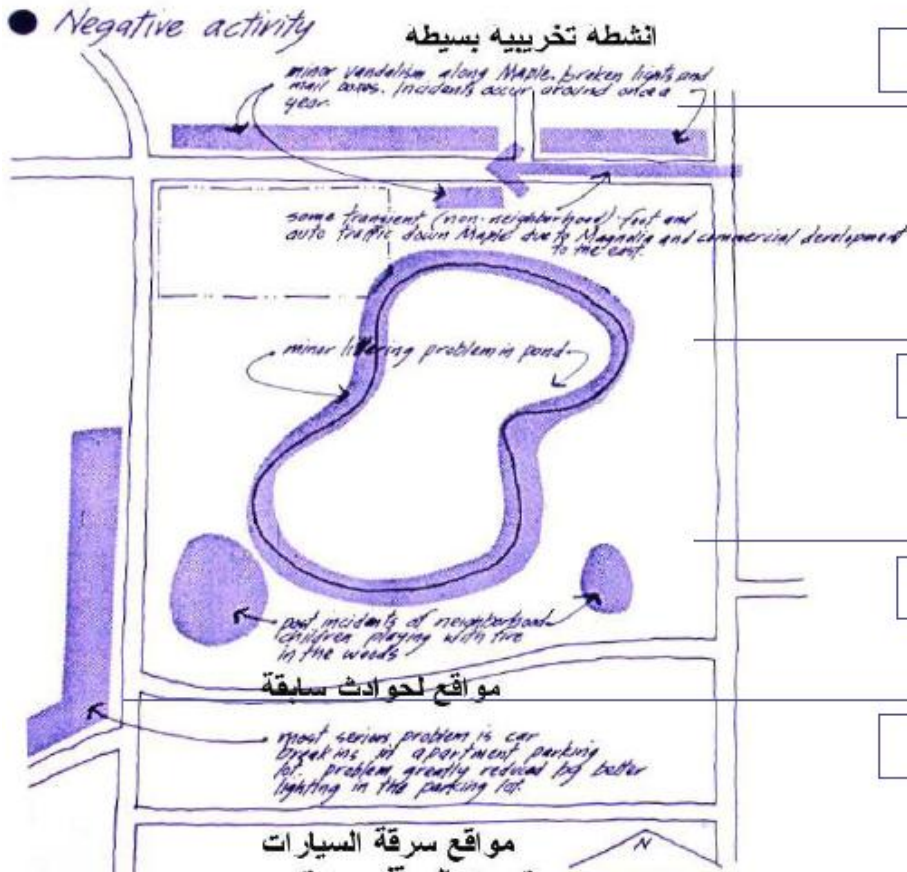 Negative activity
انشطه تخريبيه بسيطه
minor vandalism along Maple. broken lights and
mail boxes. Incidents occur around once a
year.
some transient (non-neighborhood) foot and
auto traffic down Maple due to Magnolia and commercial development
to the east.
minor littering problem in pond
past incidents of neighborhood
children playing with fire
in the woods
مواقع لحوادث سابقة
most serious problem is car
breakins in apartment parking
lot. problem greatly reduced by better
lighting in the parking lot.
مواقع سرقة السيارات
N